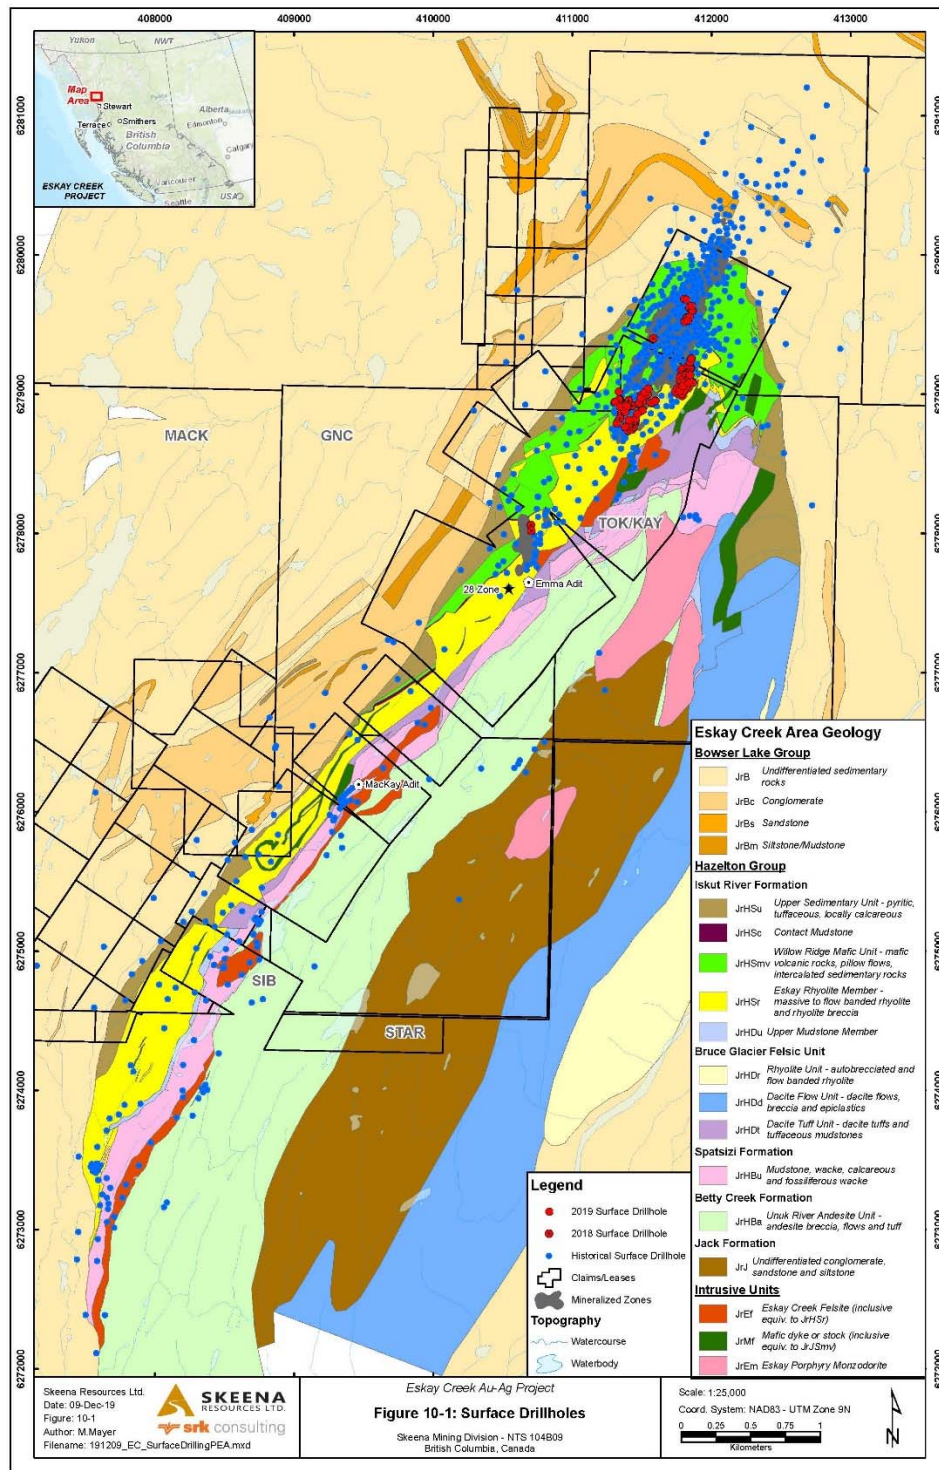 408000
409000
410000
411000
412000
413000
Yukon
NWT
Map
Area
Stewart
Terrace
Smithers
British
Columbia
Alberta
Edmonton
Calgary
Vancouver
Seattle
USA
ESKAY CREEK
PROJECT
6281000
6281000
6280000
6280000
6279000
6279000
6278000
6278000
6277000
6277000
6276000
6276000
6275000
6275000
6274000
6274000
6273000
6273000
6272000
6272000
MACK
GNC
TOK/KAY
28 Zone
Emma Adit
MacKay Adit
SIB
STAR
Eskay Creek Area Geology
Bowser Lake Group
JrB Undifferentiated sedimentary
rocks
JrBc Conglomerate
JrBs Sandstone
JrBm Siltstone/Mudstone
Hazelton Group
Iskut River Formation
JrHSu Upper Sedimentary Unit - pyritic,
tuffaceous, locally calcareous
JrHSc Contact Mudstone
JrHSmv Willow Ridge Mafic Unit - mafic
volcanic rocks, pillow flows,
intercalated sedimentary rocks
JrHSr Eskay Rhyolite Member -
massive to flow banded rhyolite
and rhyolite breccia
JrHDu Upper Mudstone Member
Bruce Glacier Felsic Unit
JrHDr Rhyolite Unit - autobrecciated and
flow banded rhyolite
JrHDd Dacite Flow Unit - dacite flows,
breccia and epiclastics
JrHDt Dacite Tuff Unit - dacite tuffs and
tuffaceous mudstones
Spatsizi Formation
JrHBu Mudstone, wacke, calcareous
and fossiliferous wacke
Betty Creek Formation
JrHBa Unuk River Andesite Unit -
andesite breccia, flows and tuff
Jack Formation
JrJ Undifferentiated conglomerate,
sandstone and siltstone
Intrusive Units
JrEf Eskay Creek Felsite (inclusive
equiv. to JrHSr)
JrMf Mafic dyke or stock (inclusive
equiv. to JrJSmv)
JrEm Eskay Porphyry Monzodorite
Legend
2019 Surface Drillhole
2018 Surface Drillhole
Historical Surface Drillhole
Claims/Leases
Mineralized Zones
Topography
Watercourse
Waterbody
Skeena Resources Ltd.
Date: 09-Dec-19
Figure: 10-1
Author: M.Mayer
Filename: 191209_EC_SurfaceDrillingPEA.mxd
SKEENA
RESOURCES LTD.
srk consulting
Eskay Creek Au-Ag Project
Figure 10-1: Surface Drillholes
Skeena Mining Division - NTS 104B09
British Columbia, Canada
Scale: 1:25,000
Coord. System: NAD83 - UTM Zone 9N
0 0.25 0.5 0.75 1
Kilometers
N